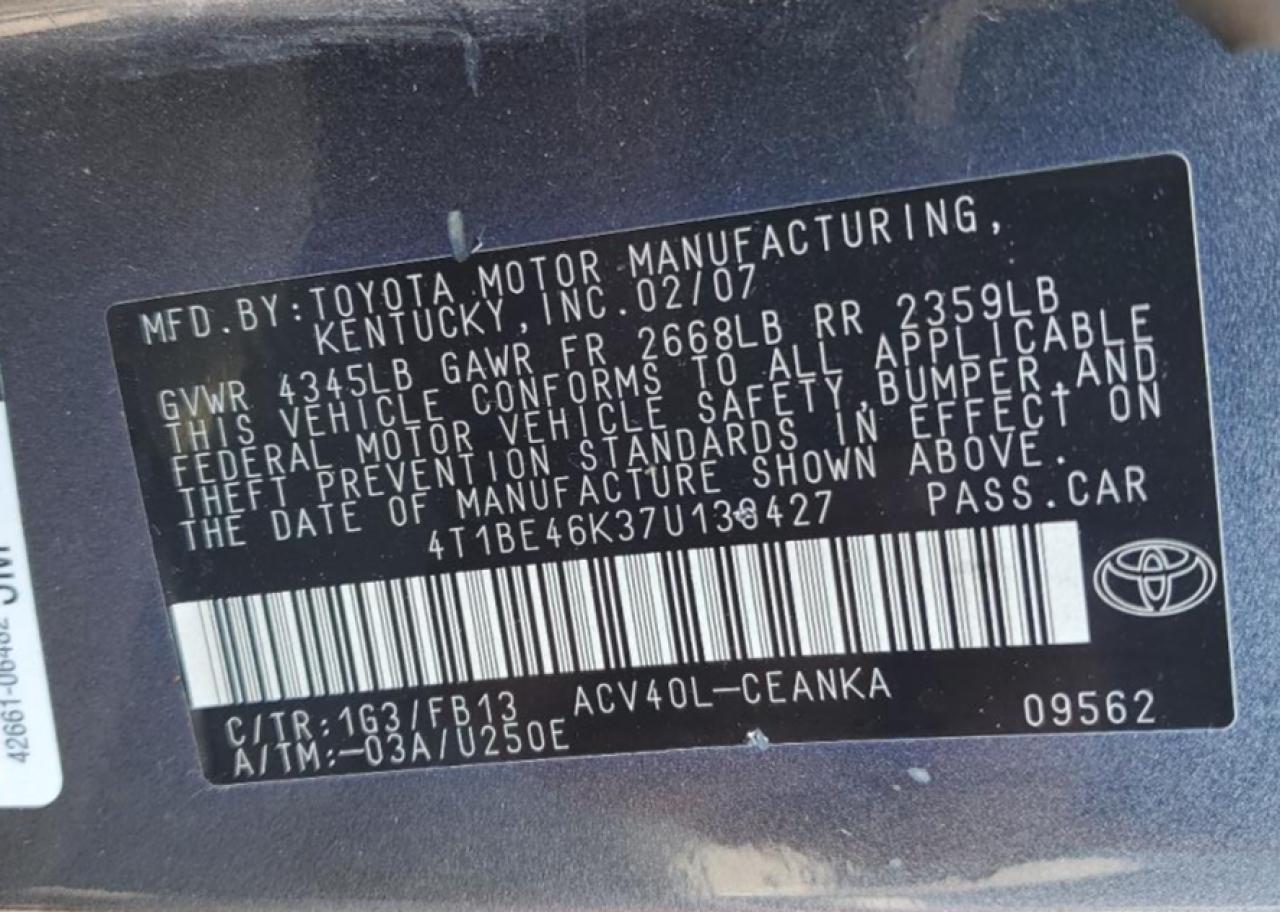 MFD.BY:TOYOTA MOTOR MANUFACTURING,
KENTUCKY,INC.02/07
GVWR 4345LB GAWR FR 2668LB RR 2359LB
THIS VEHICLE CONFORMS TO ALL APPLICABLE
FEDERAL MOTOR VEHICLE SAFETY,BUMPER,AND
THEFT PREVENTION STANDARDS IN EFFECT ON
THE DATE OF MANUFACTURE SHOWN ABOVE.
4T1BE46K37U130427 PASS.CAR
C/TR:1G3/FB13 ACV40L-CEANKA
A/TM:-03A/U250E 09562